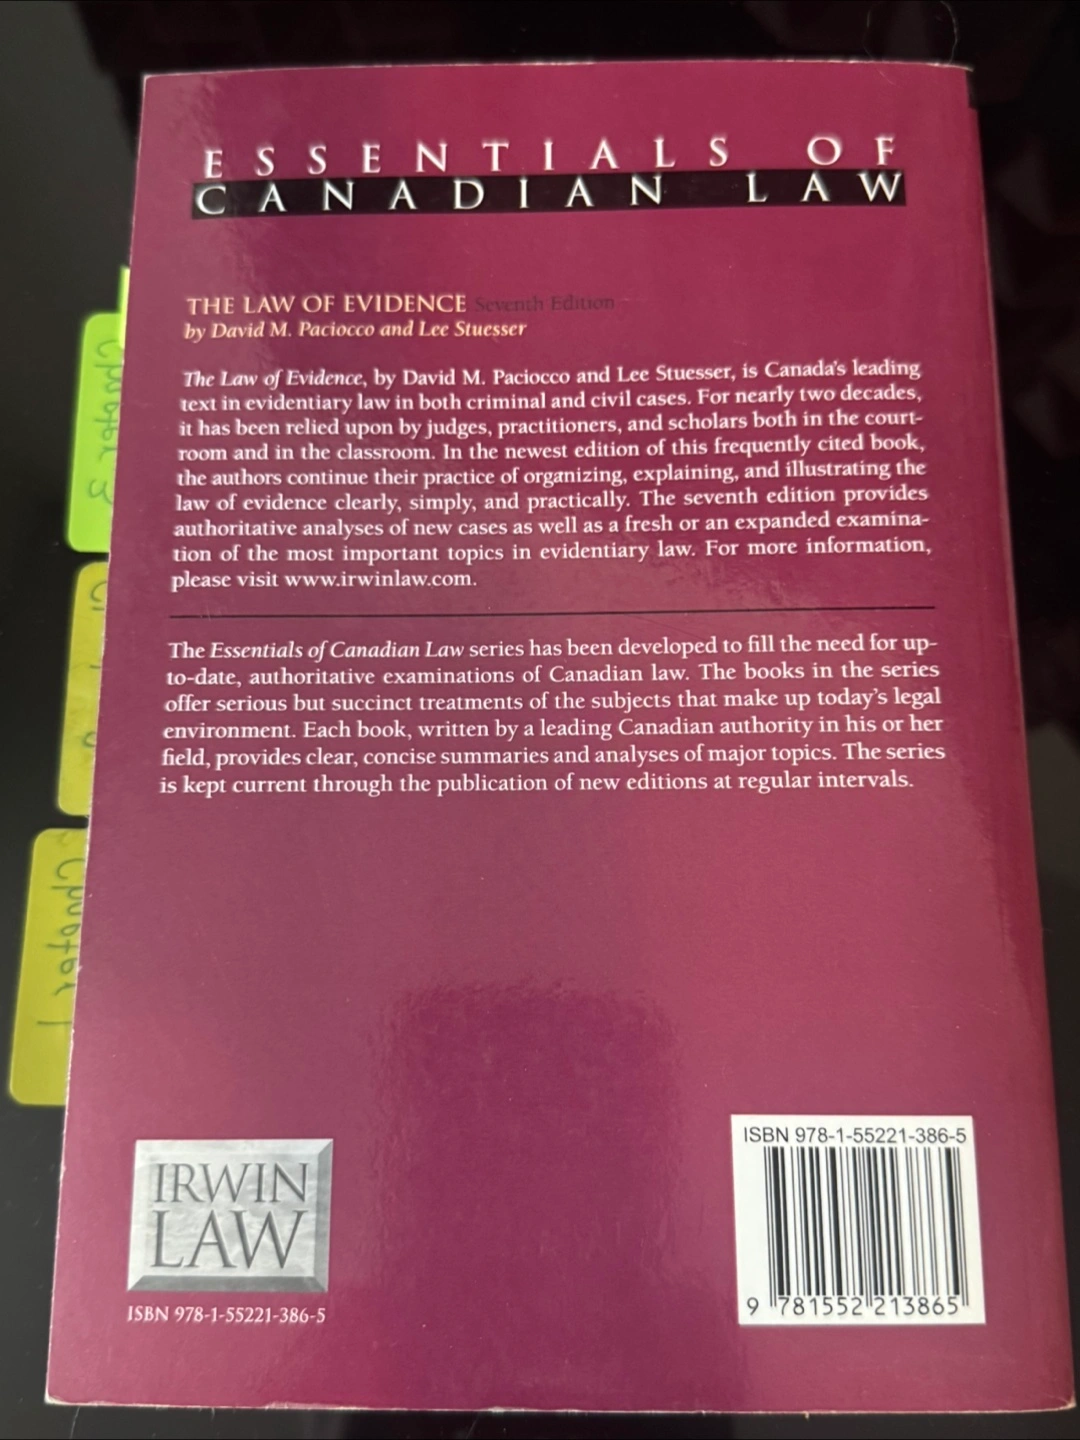 ESSENTIALS OF
CANADIAN LAW
THE LAW OF EVIDENCE Seventh Edition
by David M. Paciocco and Lee Stuesser
The Law of Evidence, by David M. Paciocco and Lee Stuesser, is Canada's leading
text in evidentiary law in both criminal and civil cases. For nearly two decades,
it has been relied upon by judges, practitioners, and scholars both in the court-
room and in the classroom. In the newest edition of this frequently cited book,
the authors continue their practice of organizing, explaining, and illustrating the
law of evidence clearly, simply, and practically. The seventh edition provides
authoritative analyses of new cases as well as a fresh or an expanded examina-
tion of the most important topics in evidentiary law. For more information,
please visit www.irwinlaw.com.
The Essentials of Canadian Law series has been developed to fill the need for up-
to-date, authoritative examinations of Canadian law. The books in the series
offer serious but succinct treatments of the subjects that make up today's legal
environment. Each book, written by a leading Canadian authority in his or her
field, provides clear, concise summaries and analyses of major topics. The series
is kept current through the publication of new editions at regular intervals.
Chapter 3
Chapter 1
IRWIN
LAW
ISBN 978-1-55221-386-5
ISBN 978-1-55221-386-5
9 781552 213865